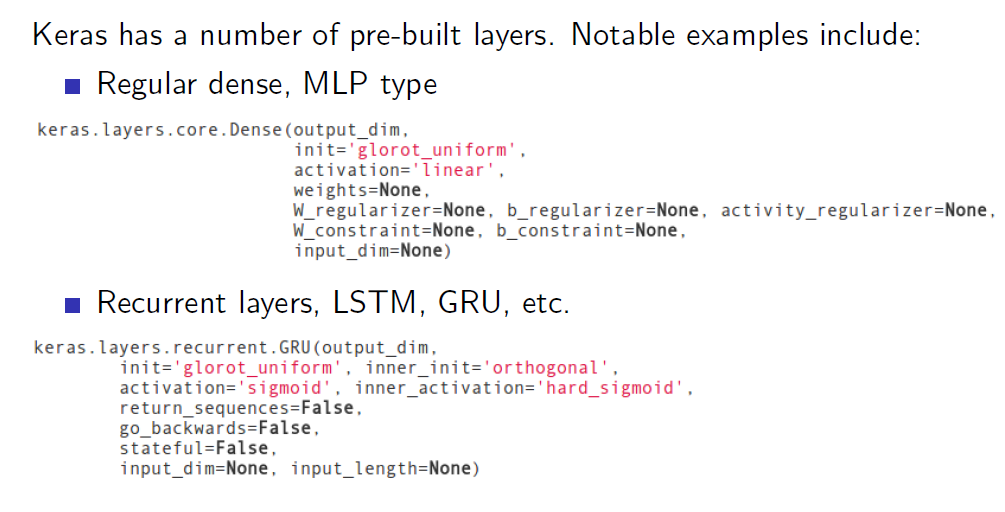 Keras has a number of pre-built layers. Notable examples include:
Regular dense, MLP type
keras.layers.core.Dense(output_dim,
init='glorot_uniform',
activation='linear',
weights=None,
W_regularizer=None, b_regularizer=None, activity_regularizer=None,
W_constraint=None, b_constraint=None,
input_dim=None)
Recurrent layers, LSTM, GRU, etc.
keras.layers.recurrent.GRU(output_dim,
init='glorot_uniform', inner_init='orthogonal',
activation='sigmoid', inner_activation='hard_sigmoid',
return_sequences=False,
go_backwards=False,
stateful=False,
input_dim=None, input_length=None)